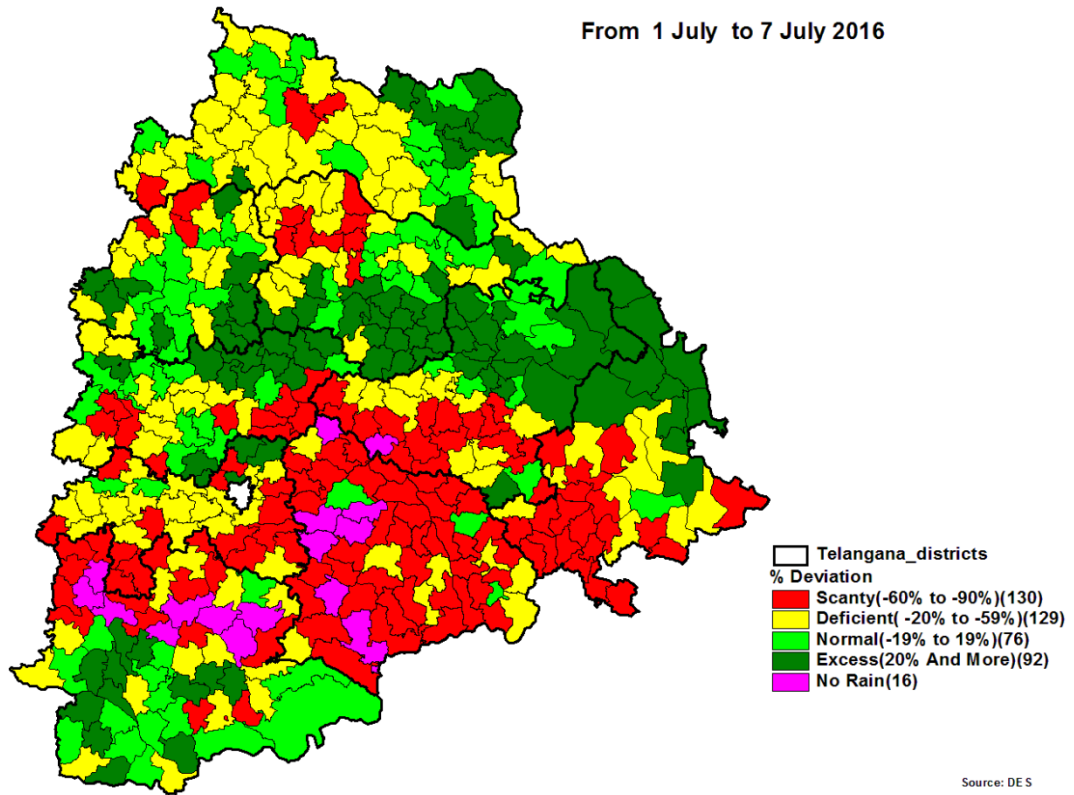 From 1 July to 7 July 2016
Telangana_districts
% Deviation
Scanty(-60% to -90%)(130)
Deficient( -20% to -59%)(129)
Normal(-19% to 19%)(76)
Excess(20% And More)(92)
No Rain(16)
Source: DES